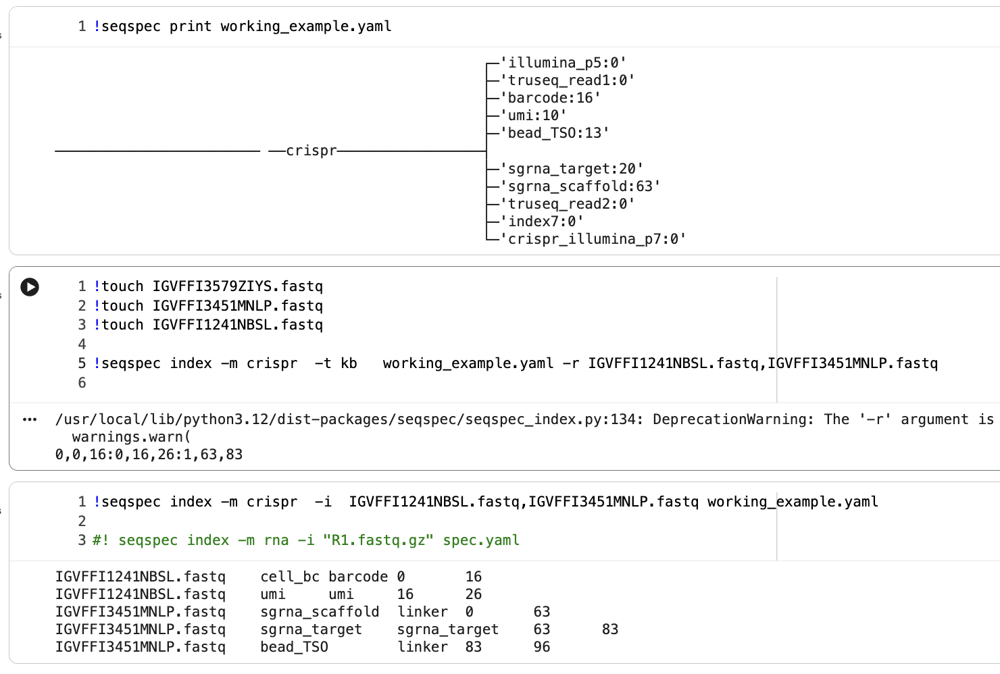 1 !seqspec print working_example.yaml
'illumina_p5:0'
'truseq_read1:0'
'barcode:16'
'umi:10'
'bead_TSO:13'
crispr
'sgrna_target:20'
'sgrna_scaffold:63'
'truseq_read2:0'
'index7:0'
'crispr_illumina_p7:0'
1 !touch IGVFFI3579ZIYS.fastq
2 !touch IGVFFI3451MNLP.fastq
3 !touch IGVFFI1241NBSL.fastq
4
5 !seqspec index -m crispr  -t kb   working_example.yaml -r IGVFFI1241NBSL.fastq,IGVFFI3451MNLP.fastq
6
/usr/local/lib/python3.12/dist-packages/seqspec/seqspec_index.py:134: DeprecationWarning: The '-r' argument is
  warnings.warn(
0,0,16:0,16,26:1,63,83
1 !seqspec index -m crispr  -i  IGVFFI1241NBSL.fastq,IGVFFI3451MNLP.fastq working_example.yaml
2
3 #! seqspec index -m rna -i "R1.fastq.gz" spec.yaml
IGVFFI1241NBSL.fastq    cell_bc barcode 0       16
IGVFFI1241NBSL.fastq    umi     umi     16      26
IGVFFI3451MNLP.fastq    sgrna_scaffold  linker  0       63
IGVFFI3451MNLP.fastq    sgrna_target    sgrna_target    63      83
IGVFFI3451MNLP.fastq    bead_TSO        linker  83      96